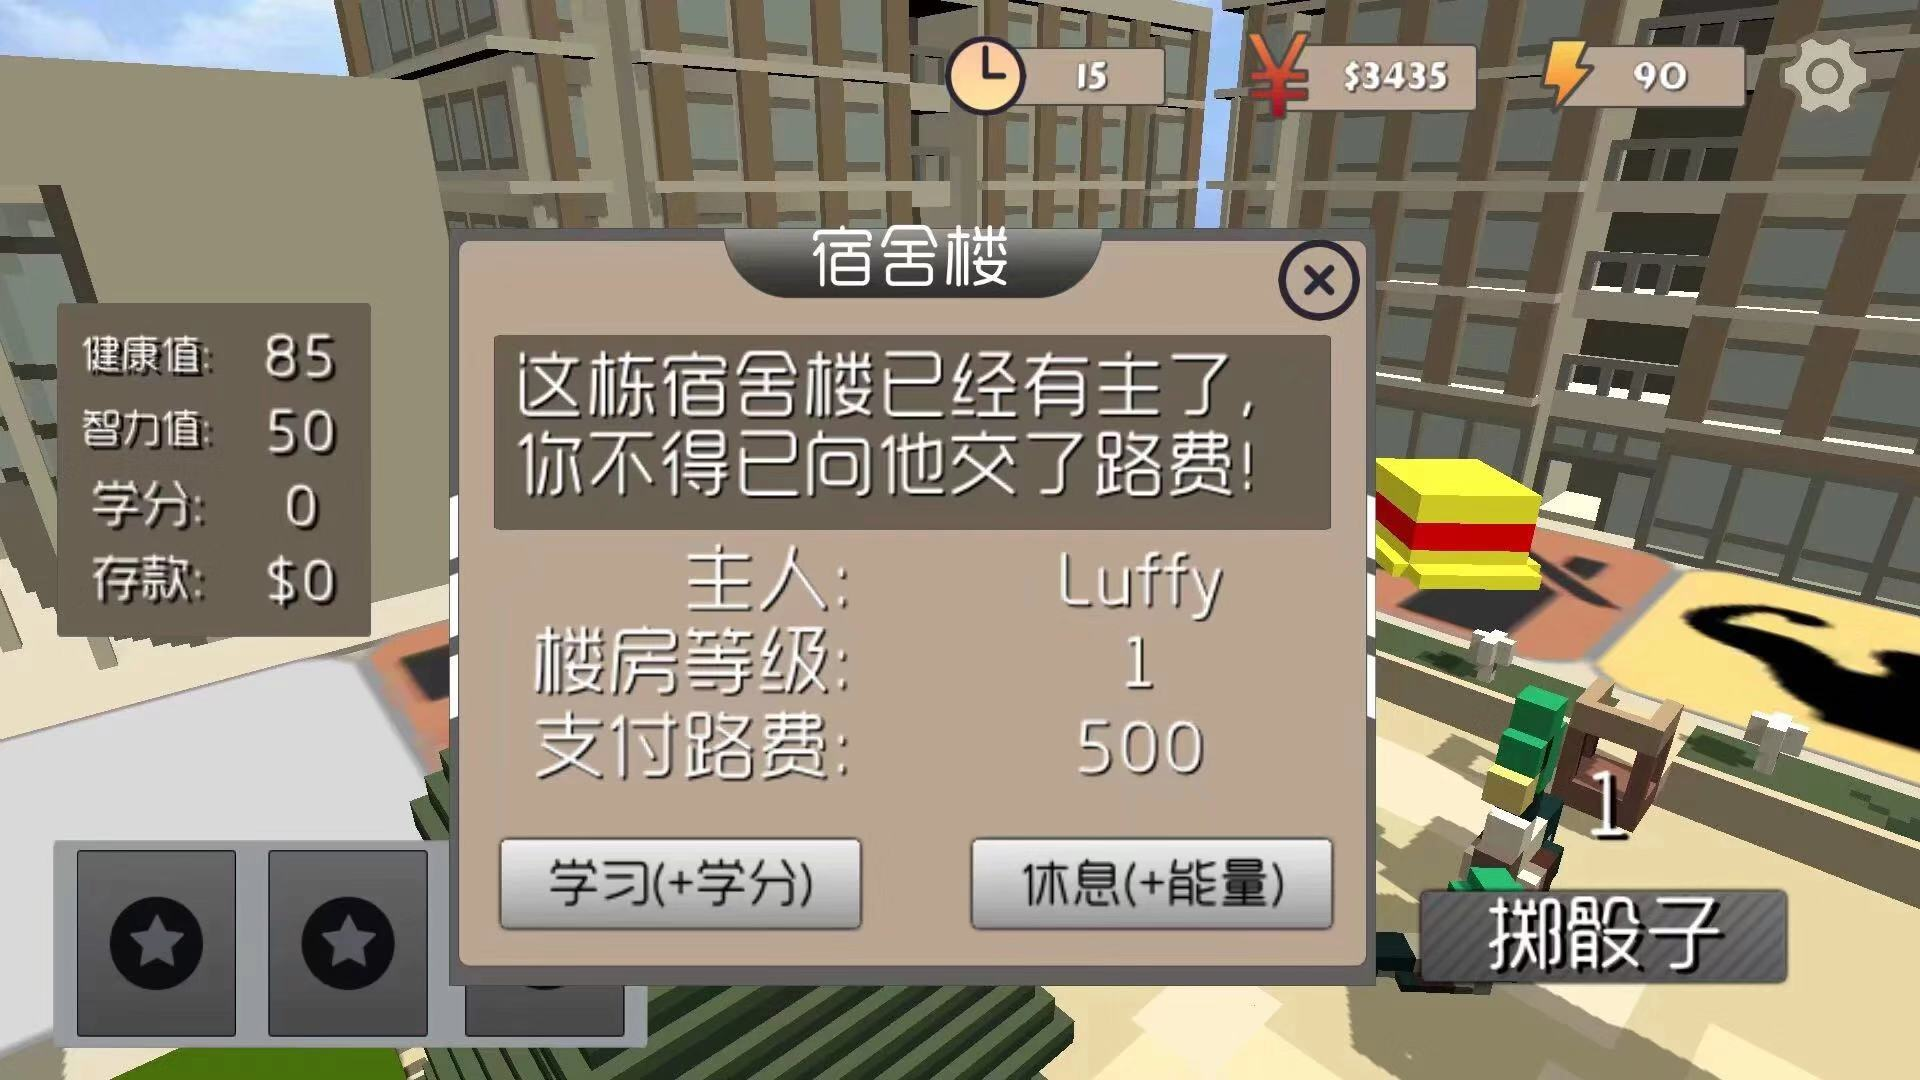 15
$3435
90
宿舍楼
健康值: 85
智力值: 50
学分: 0
存款: $0
这栋宿舍楼已经有主了,
你不得已向他交了路费!
主人: Luffy
楼房等级: 1
支付路费: 500
学习(+学分)
休息(+能量)
1
掷骰子